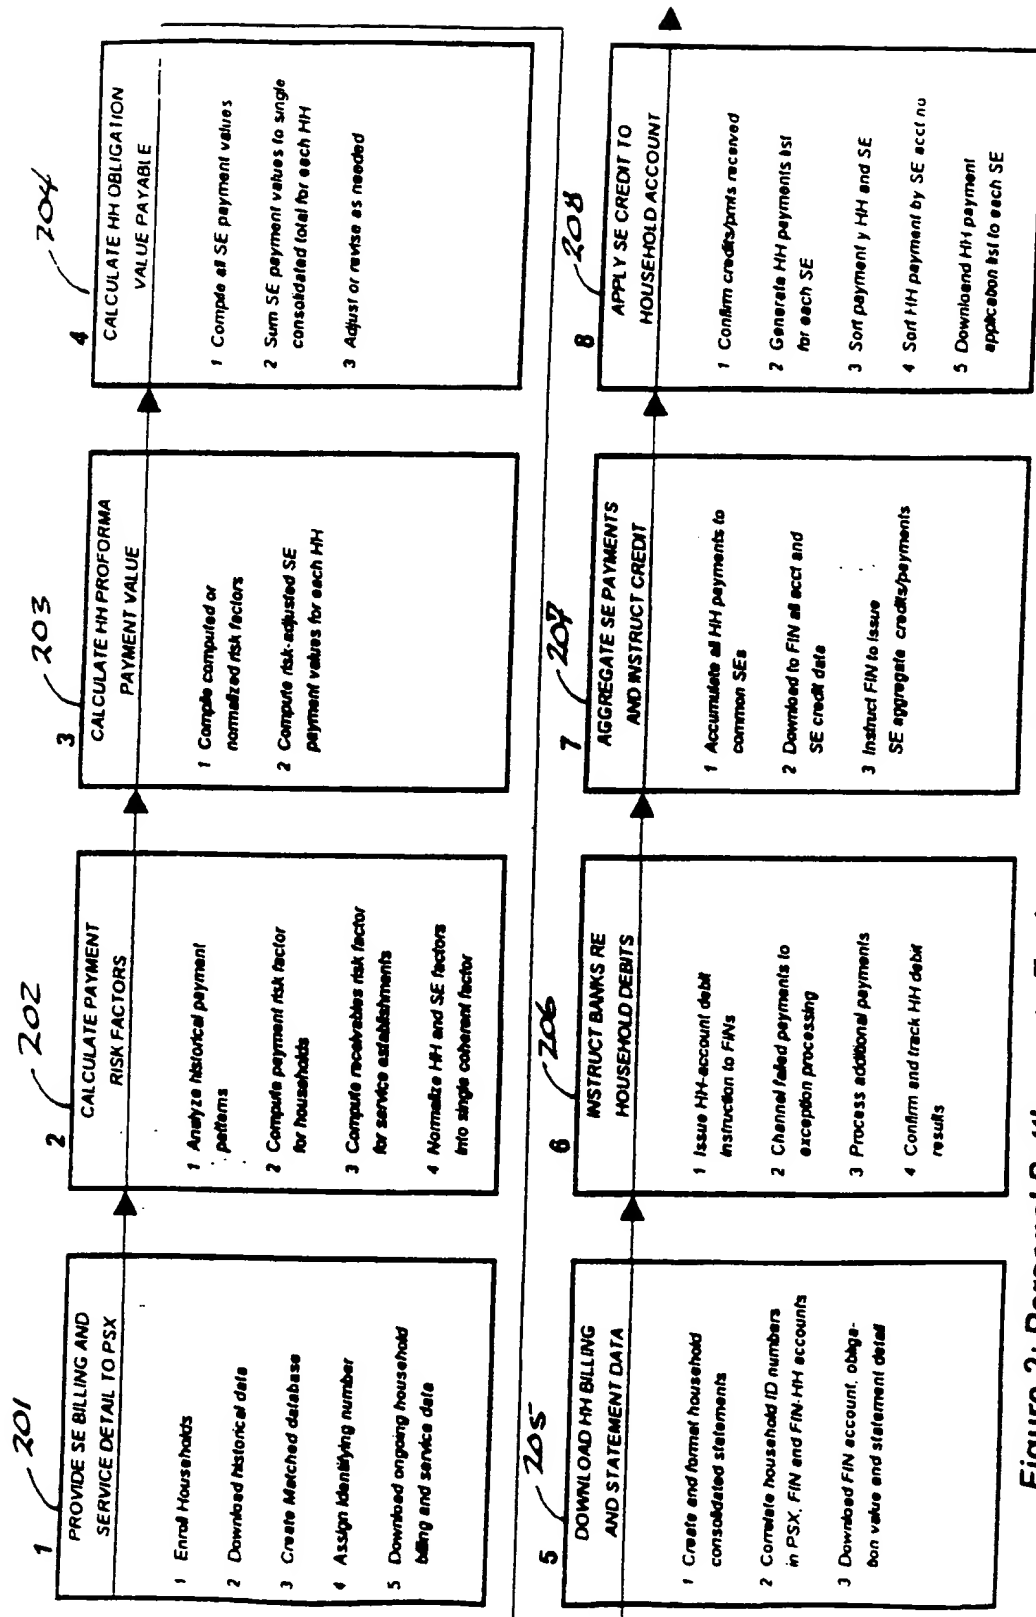 1
201
PROVIDE SE BILLING AND
SERVICE DETAIL TO PSX
1 Enroll Households
2 Download historical data
3 Create Matched database
4 Assign identifying number
5 Download ongoing household
billing and service data
2
202
CALCULATE PAYMENT
RISK FACTORS
1 Analyze historical payment
patterns
2 Compute payment risk factor
for households
3 Compute receivables risk factor
for service establishments
4 Normalize HH and SE factors
into single coherent factor
3
203
CALCULATE HH PROFORMA
PAYMENT VALUE
1 Compile computed or
normalized risk factors
2 Compute risk-adjusted SE
payment values for each HH
4
204
CALCULATE HH OBLIGATION
VALUE PAYABLE
1 Compile all SE payment values
2 Sum SE payment values to single
consolidated total for each HH
3 Adjust or revise as needed
5
205
DOWNLOAD HH BILLING
AND STATEMENT DATA
1 Create and format household
consolidated statements
2 Correlate household ID numbers
in PSX, FIN and FIN-HH accounts
3 Download FIN account, obliga-
tion value and statement detail
6
206
INSTRUCT BANKS RE
HOUSEHOLD DEBITS
1 Issue HH-account debit
instruction to FINs
2 Channel failed payments to
exception processing
3 Process additional payments
4 Confirm and track HH debit
results
7
207
AGGREGATE SE PAYMENTS
AND INSTRUCT CREDIT
1 Accumulate all HH payments to
common SEs
2 Download to FIN all acct and
SE credit data
3 Instruct FIN to issue
SE aggregate credits/payments
8
208
APPLY SE CREDIT TO
HOUSEHOLD ACCOUNT
1 Confirm credits/pmts received
2 Generate HH payments list
for each SE
3 Sort payment y HH and SE
4 Sort HH payment by SE acct nu
5 Download HH payment
application list to each SE
Figure 2: Personal